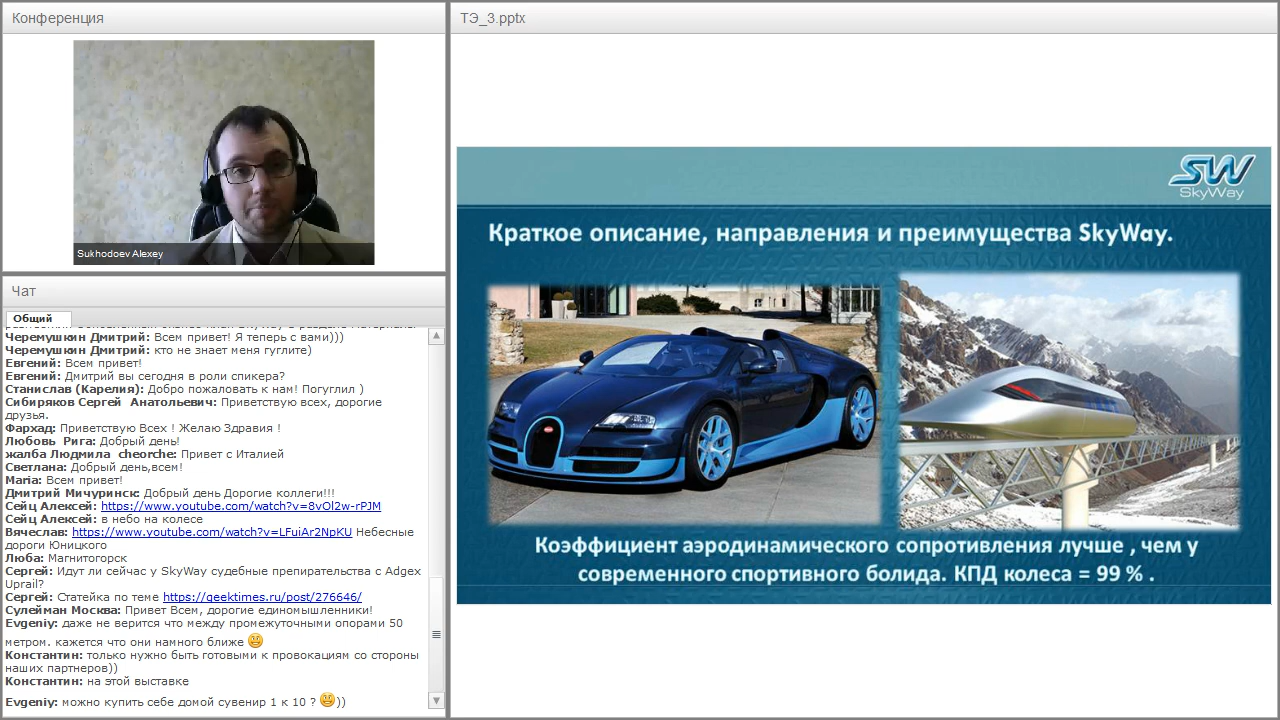 Конференция
Sukhodoev Alexey
Чат
Общий
Черемушкин Дмитрий: Всем привет! Я теперь с вами)))
Черемушкин Дмитрий: кто не знает меня гуглите)
Евгений: Всем привет!
Евгений: Дмитрий вы сегодня в роли спикера?
Станислав (Карелия): Добро пожаловать к нам! Погуглил )
Сибиряков Сергей Анатольевич: Приветствую всех, дорогие
друзья.
Фархад: Приветствую Всех ! Желаю Здравия !
Любовь Рига: Добрый день!
жалба Людмила cheorche: Привет с Италией
Светлана: Добрый день,всем!
Maria: Всем привет!
Дмитрий Мичуринск: Добрый день Дорогие коллеги!!!
Сейц Алексей: https://www.youtube.com/watch?v=8vOl2w-rPJM
Сейц Алексей: в небо на колесе
Вячеслав: https://www.youtube.com/watch?v=LFuiAr2NpKU Небесные
дороги Юницкого
Люба: Магнитогорск
Сергей: Идут ли сейчас у SkyWay судебные препирательства с Adgex
Uprail?
Сергей: Статейка по теме https://geektimes.ru/post/276646/
Сулейман Москва: Привет Всем, дорогие единомышленники!
Evgeniy: даже не верится что между промежуточными опорами 50
метром. кажется что они намного ближе
Константин: только нужно быть готовыми к провокациям со стороны
наших партнеров))
Константин: на этой выставке
Evgeniy: можно купить себе домой сувенир 1 к 10 ? ))
ТЭ_3.pptx
SW
SkyWay
Краткое описание, направления и преимущества SkyWay.
Коэффициент аэродинамического сопротивления лучше , чем у
современного спортивного болида. КПД колеса = 99 % .